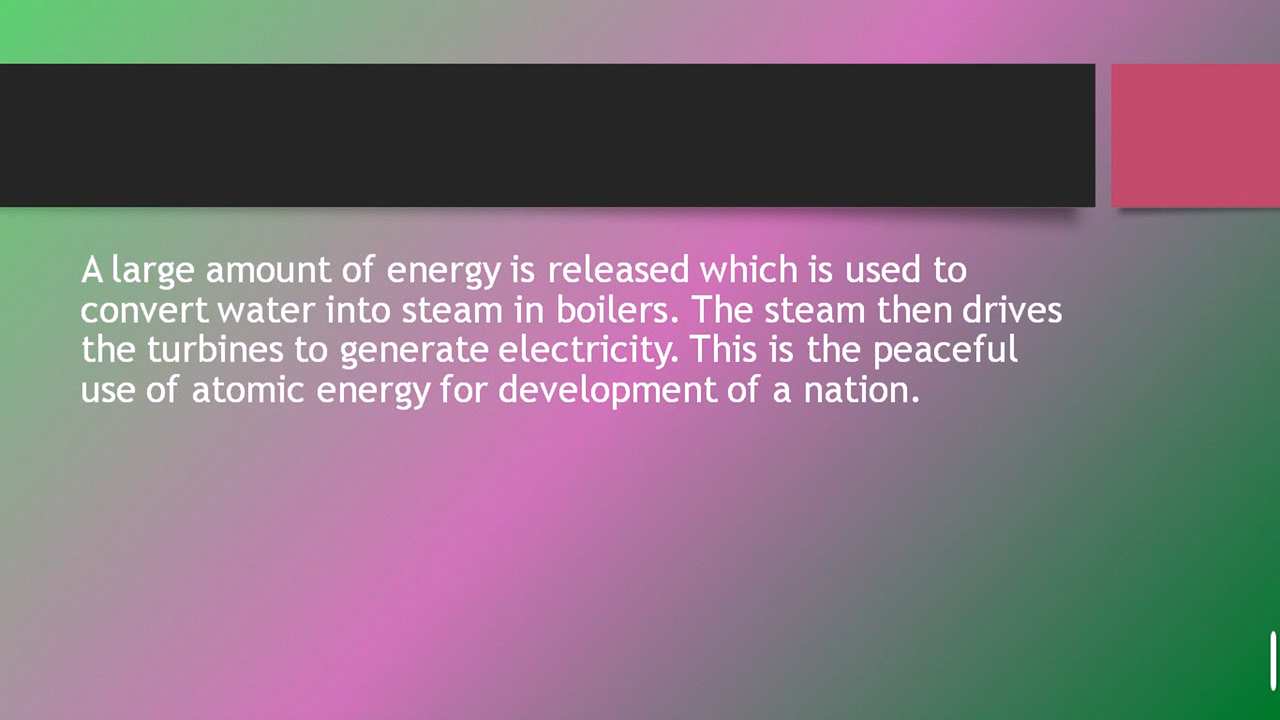 A large amount of energy is released which is used to
convert water into steam in boilers. The steam then drives
the turbines to generate electricity. This is the peaceful
use of atomic energy for development of a nation.